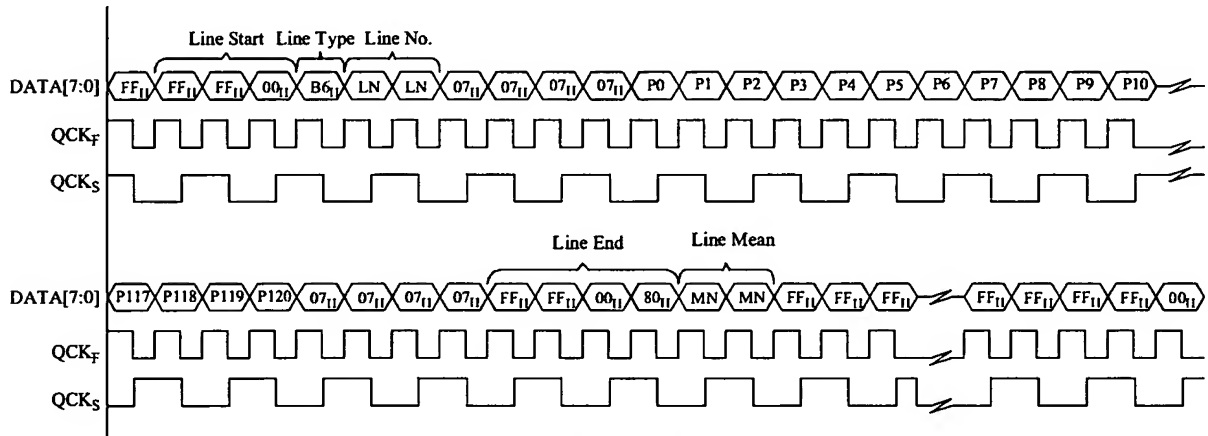 Line Start Line Type Line No.
DATA[7:0] FFH FFH FFH 00H B6H LN LN 07H 07H 07H 07H P0 P1 P2 P3 P4 P5 P6 P7 P8 P9 P10
QCKF
QCKS
Line End Line Mean
DATA[7:0] P117 P118 P119 P120 07H 07H 07H 07H FFH FFH 00H 80H MN MN FFH FFH FFH FFH FFH FFH FFH 00H
QCKF
QCKS